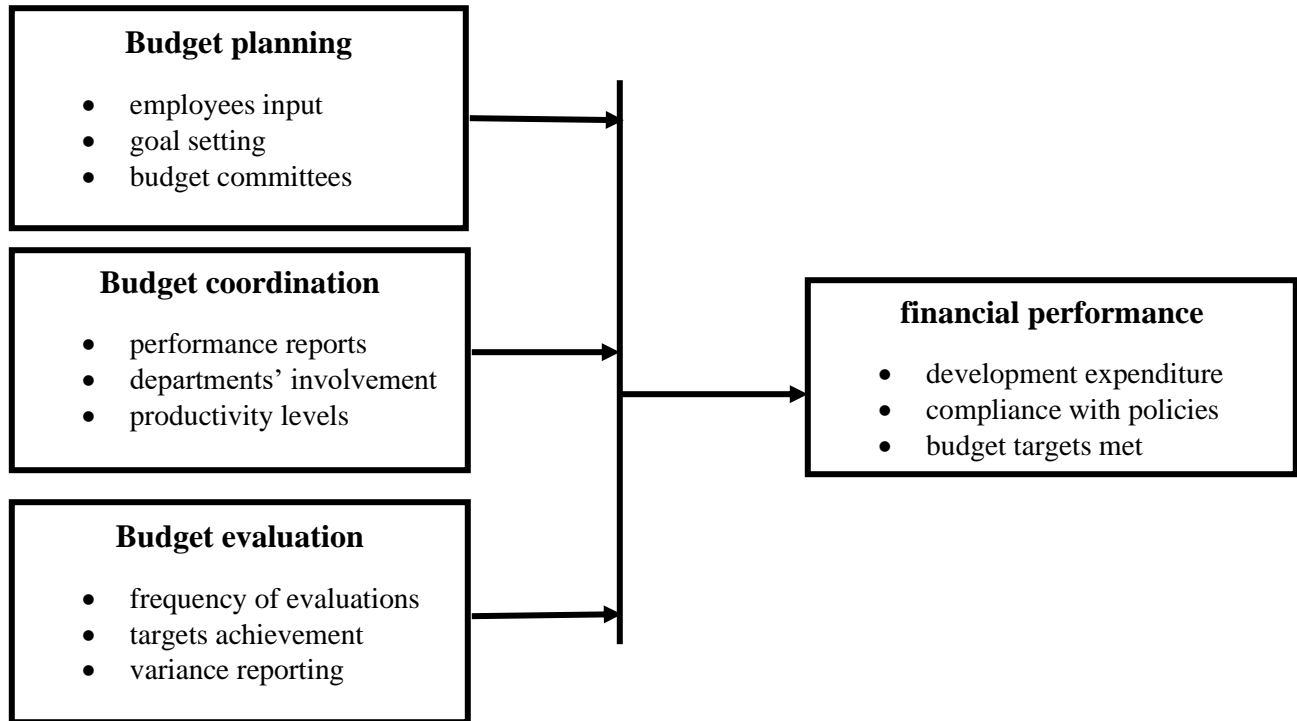 Budget planning
• employees input
• goal setting
• budget committees
Budget coordination
• performance reports
• departments’ involvement
• productivity levels
Budget evaluation
• frequency of evaluations
• targets achievement
• variance reporting
financial performance
• development expenditure
• compliance with policies
• budget targets met